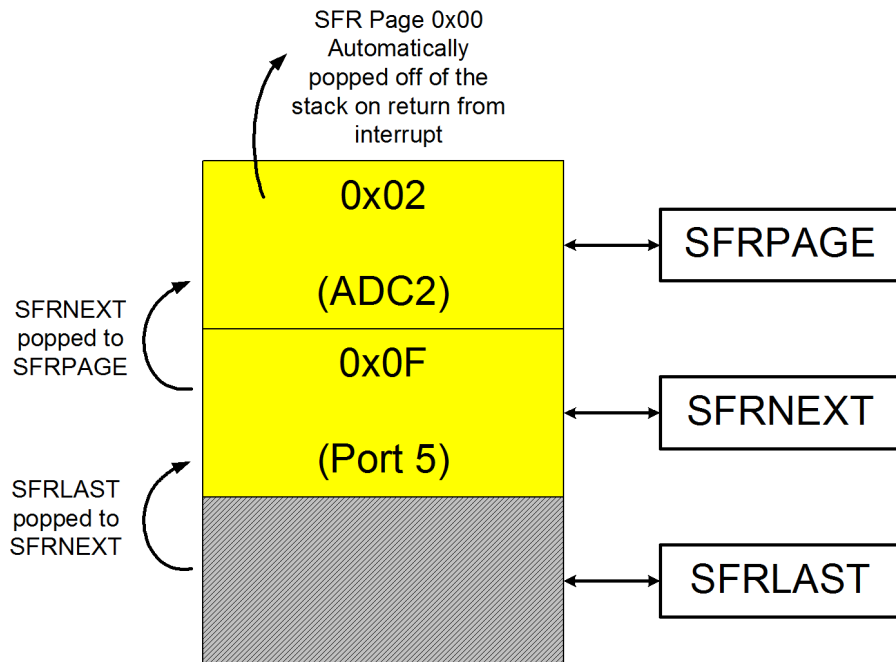 SFR Page 0x00
Automatically
popped off of the
stack on return from
interrupt
0x02
(ADC2)
SFRPAGE
SFRNEXT
popped to
SFRPAGE
0x0F
(Port 5)
SFRNEXT
SFRLAST
popped to
SFRNEXT
SFRLAST